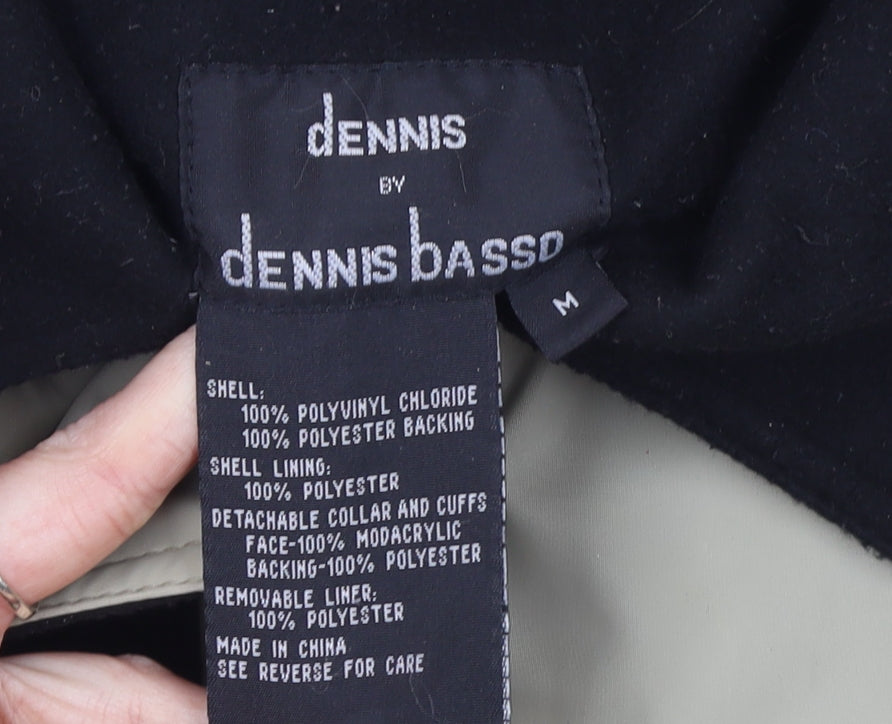 dENNIS
BY
dENNIS bASSO
M
SHELL:
100% POLYVINYL CHLORIDE
100% POLYESTER BACKING
SHELL LINING:
100% POLYESTER
DETACHABLE COLLAR AND CUFFS
FACE-100% MODACRYLIC
BACKING-100% POLYESTER
REMOVABLE LINER:
100% POLYESTER
MADE IN CHINA
SEE REVERSE FOR CARE